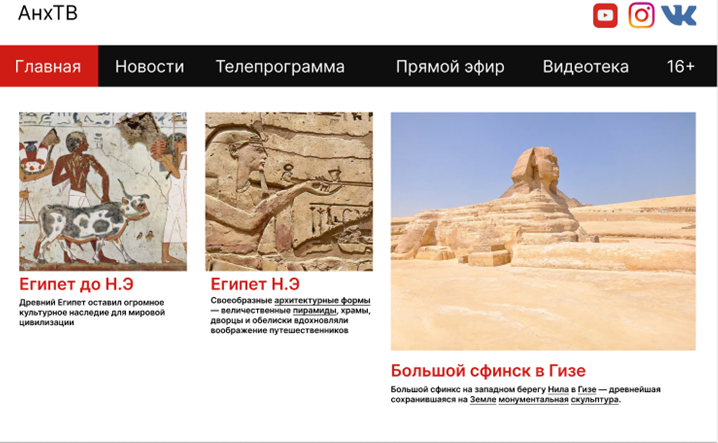 АнхТВ
Главная
Новости
Телепрограмма
Прямой эфир
Видеотека
16+
Египет до Н.Э
Древний Египет оставил огромное
культурное наследие для мировой
цивилизации
Египет Н.Э
Своеобразные архитектурные формы
— величественные пирамиды, храмы,
дворцы и обелиски вдохновляли
воображение путешественников
Большой сфинск в Гизе
Большой сфинкс на западном берегу Нила в Гизе — древнейшая
сохранившаяся на Земле монументальная скульптура.